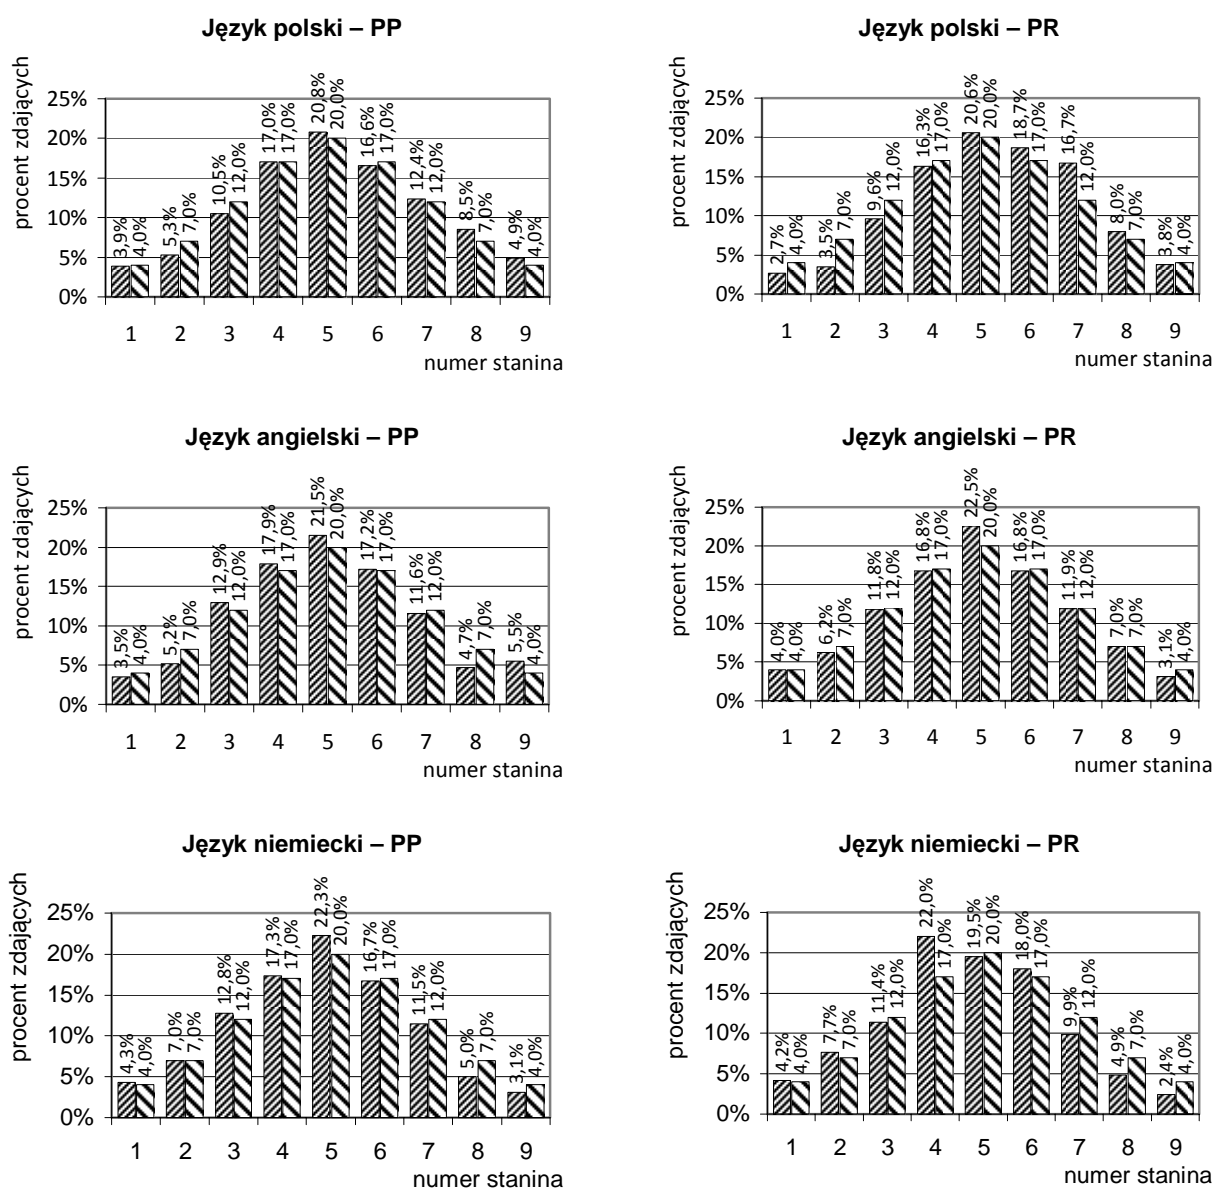 Język polski – PP
procent zdających
25%
20%
15%
10%
5%
0%
3,9% 4,0% 5,3% 7,0% 10,5% 12,0% 17,0% 17,0% 20,8% 20,0% 16,6% 17,0% 12,4% 12,0% 8,5% 7,0% 4,9% 4,0%
1 2 3 4 5 6 7 8 9
numer stanina
Język polski – PR
procent zdających
25%
20%
15%
10%
5%
0%
2,7% 4,0% 3,5% 7,0% 9,6% 12,0% 16,3% 17,0% 20,6% 20,0% 18,7% 17,0% 16,7% 12,0% 8,0% 7,0% 3,8% 4,0%
1 2 3 4 5 6 7 8 9
numer stanina
Język angielski – PP
procent zdających
25%
20%
15%
10%
5%
0%
3,5% 4,0% 5,2% 7,0% 12,9% 12,0% 17,9% 17,0% 21,5% 20,0% 17,2% 17,0% 11,6% 12,0% 4,7% 7,0% 5,5% 4,0%
1 2 3 4 5 6 7 8 9
numer stanina
Język angielski – PR
procent zdających
25%
20%
15%
10%
5%
0%
4,0% 4,0% 6,2% 7,0% 11,8% 12,0% 16,8% 17,0% 22,5% 20,0% 16,8% 17,0% 11,9% 12,0% 7,0% 7,0% 3,1% 4,0%
1 2 3 4 5 6 7 8 9
numer stanina
Język niemiecki – PP
procent zdających
25%
20%
15%
10%
5%
0%
4,3% 4,0% 7,0% 7,0% 12,8% 12,0% 17,3% 17,0% 22,3% 20,0% 16,7% 17,0% 11,5% 12,0% 5,0% 7,0% 3,1% 4,0%
1 2 3 4 5 6 7 8 9
numer stanina
Język niemiecki – PR
procent zdających
25%
20%
15%
10%
5%
0%
4,2% 4,0% 7,7% 7,0% 11,4% 12,0% 22,0% 17,0% 19,5% 20,0% 18,0% 17,0% 9,9% 12,0% 4,9% 7,0% 2,4% 4,0%
1 2 3 4 5 6 7 8 9
numer stanina